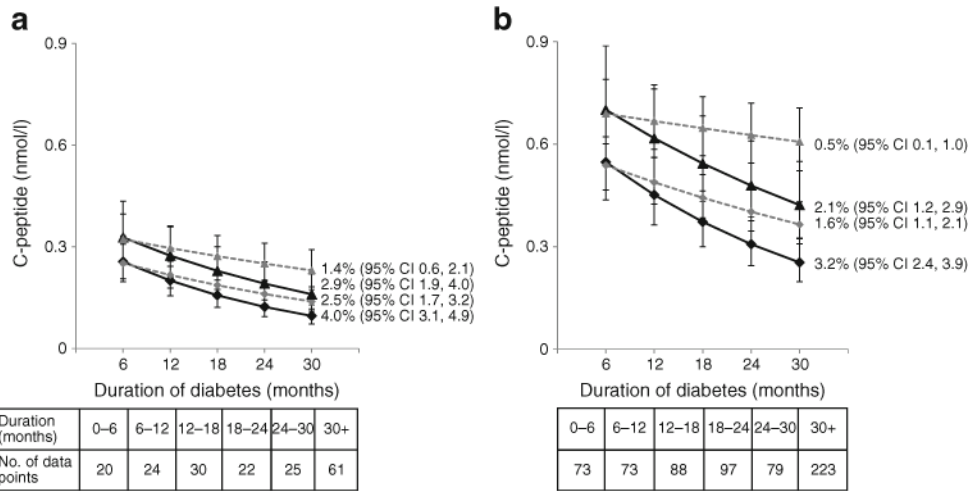 a
C-peptide (nmol/l)
0.9
0.6
0.3
0
6 12 18 24 30
Duration of diabetes (months)
1.4% (95% CI 0.6, 2.1)
2.9% (95% CI 1.9, 4.0)
2.5% (95% CI 1.7, 3.2)
4.0% (95% CI 3.1, 4.9)
Duration
(months)
0–6 6–12 12–18 18–24 24–30 30+
No. of data
points
20 24 30 22 25 61
b
C-peptide (nmol/l)
0.9
0.6
0.3
0
6 12 18 24 30
Duration of diabetes (months)
0.5% (95% CI 0.1, 1.0)
2.1% (95% CI 1.2, 2.9)
1.6% (95% CI 1.1, 2.1)
3.2% (95% CI 2.4, 3.9)
0–6 6–12 12–18 18–24 24–30 30+
73 73 88 97 79 223